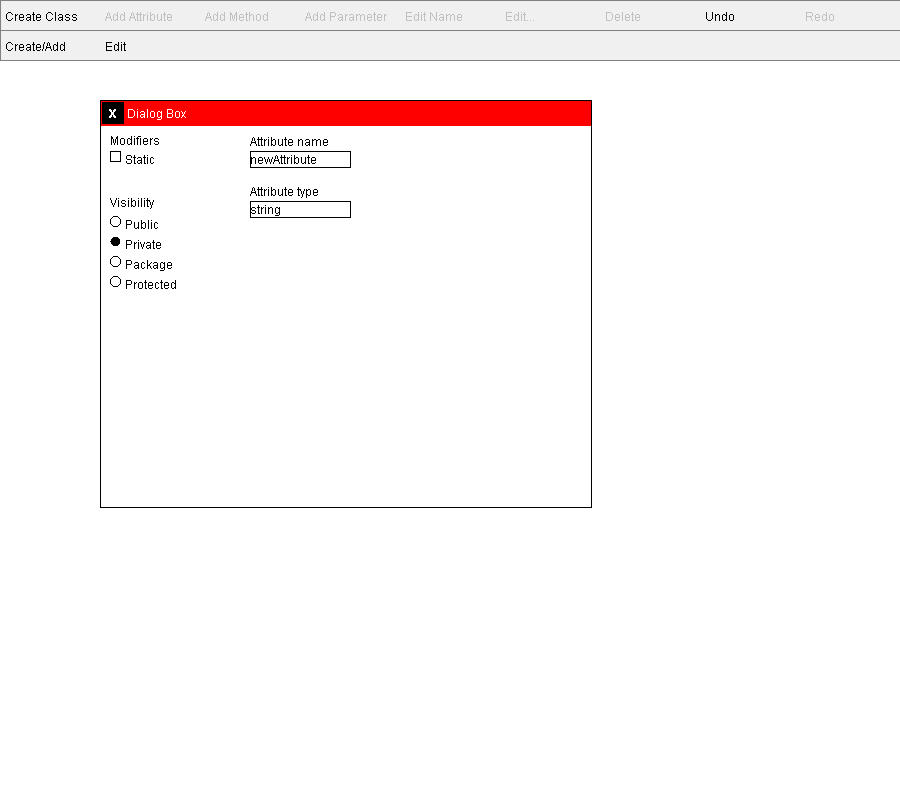 Create Class Add Attribute Add Method Add Parameter Edit Name Edit... Delete Undo Redo
Create/Add Edit
X Dialog Box
Modifiers
Static
Visibility
Public
Private
Package
Protected
Attribute name
newAttribute
Attribute type
string